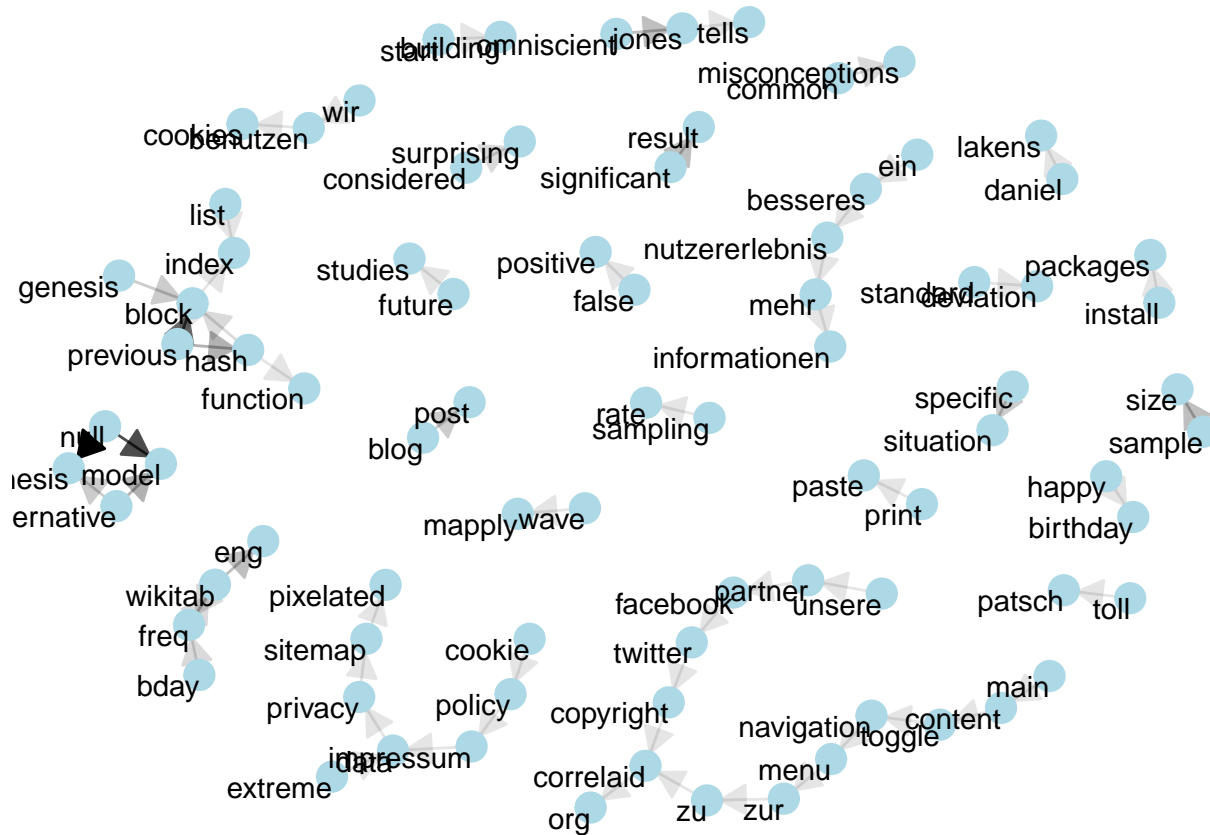 tells
jones
omniscient
building
start
misconceptions
common
wir
cookies
benutzen
result
surprising
considered
significant
ein
lakens
daniel
besseres
list
nutzererlebnis
index
studies
positive
packages
genesis
future
false
mehr
standard
deviation
block
install
previous
hash
informationen
function
post
rate
sampling
specific
size
null
blog
situation
sample
nesis
model
paste
happy
ernative
print
birthday
mapply
wave
eng
wikitab
pixelated
partner
facebook
unsere
patsch
toll
freq
sitemap
cookie
twitter
bday
privacy
policy
copyright
main
navigation
content
toggle
impressum
data
extreme
correlaid
menu
org
zu
zur